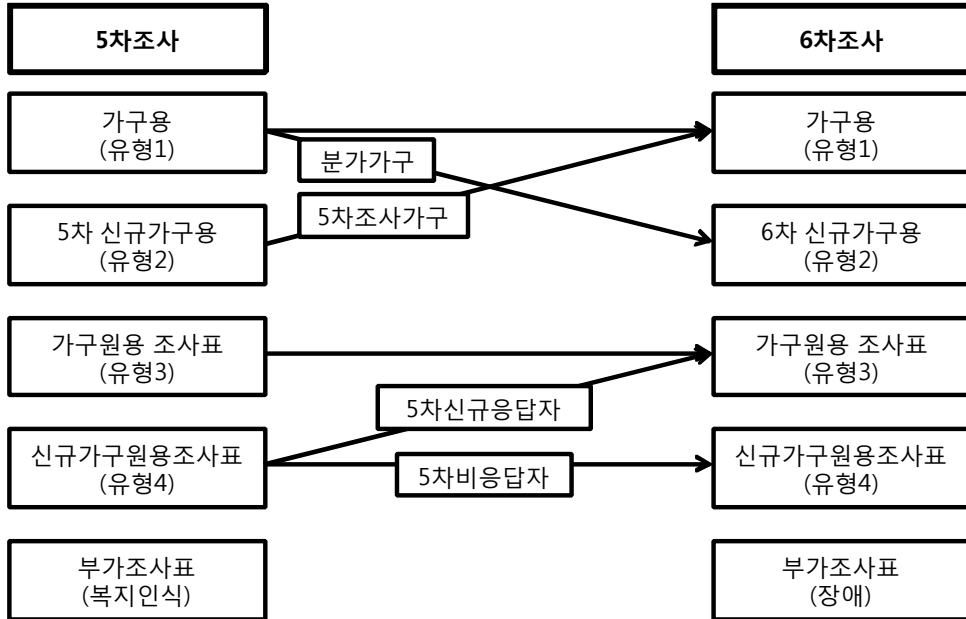 5차조사
6차조사
가구용
(유형1)
가구용
(유형1)
분가가구
5차 신규가구용
(유형2)
5차조사가구
6차 신규가구용
(유형2)
가구원용 조사표
(유형3)
가구원용 조사표
(유형3)
5차신규응답자
신규가구원용조사표
(유형4)
5차비응답자
신규가구원용조사표
(유형4)
부가조사표
(복지인식)
부가조사표
(장애)